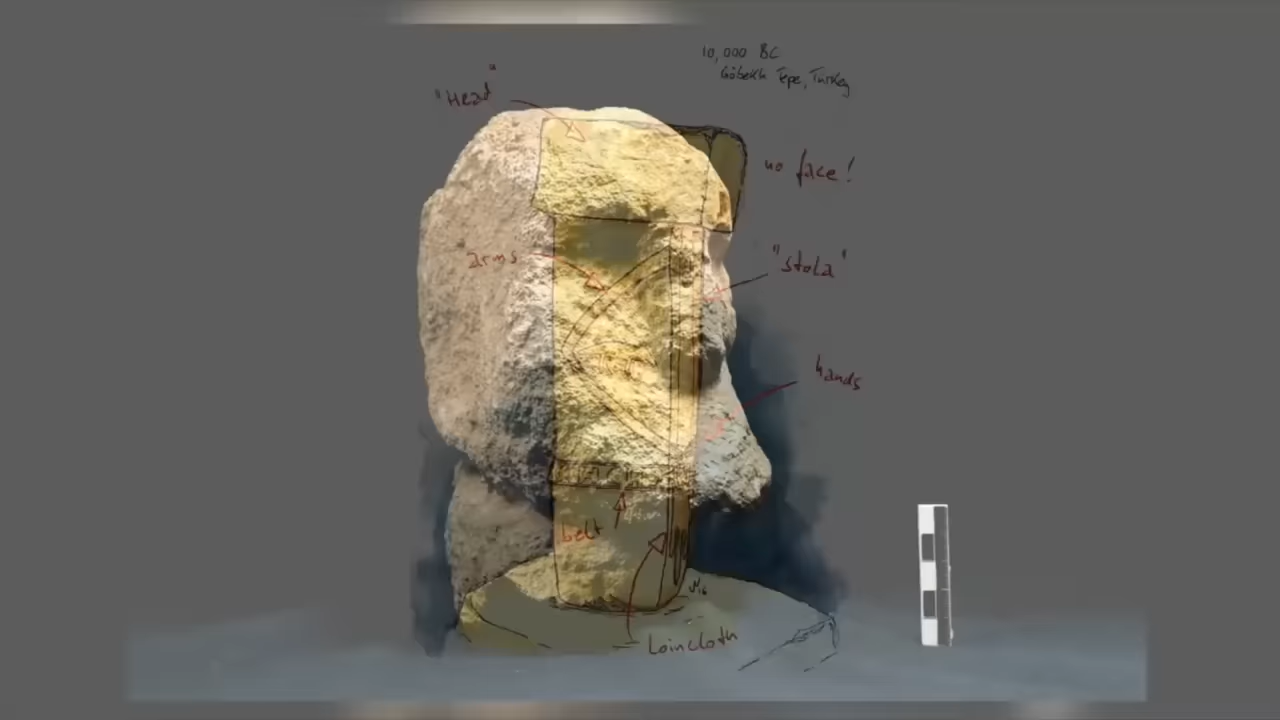 10,000 BC
Göbekli Tepe, Turkey
"Head"
no face!
arms
"stola"
hands
belt
Loincloth